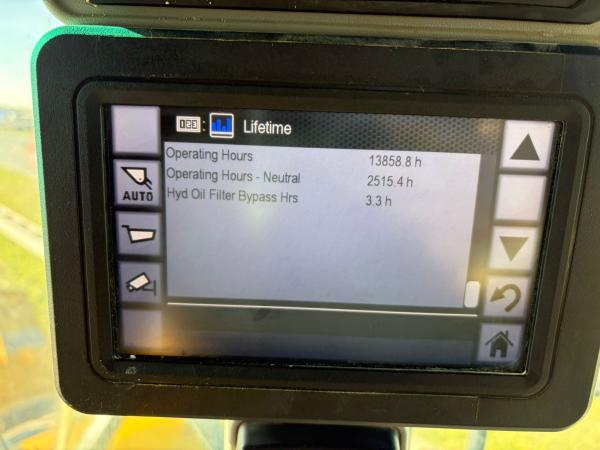 : Lifetime
Operating Hours 13858.8 h
Operating Hours - Neutral 2515.4 h
Hyd Oil Filter Bypass Hrs 3.3 h
AUTO